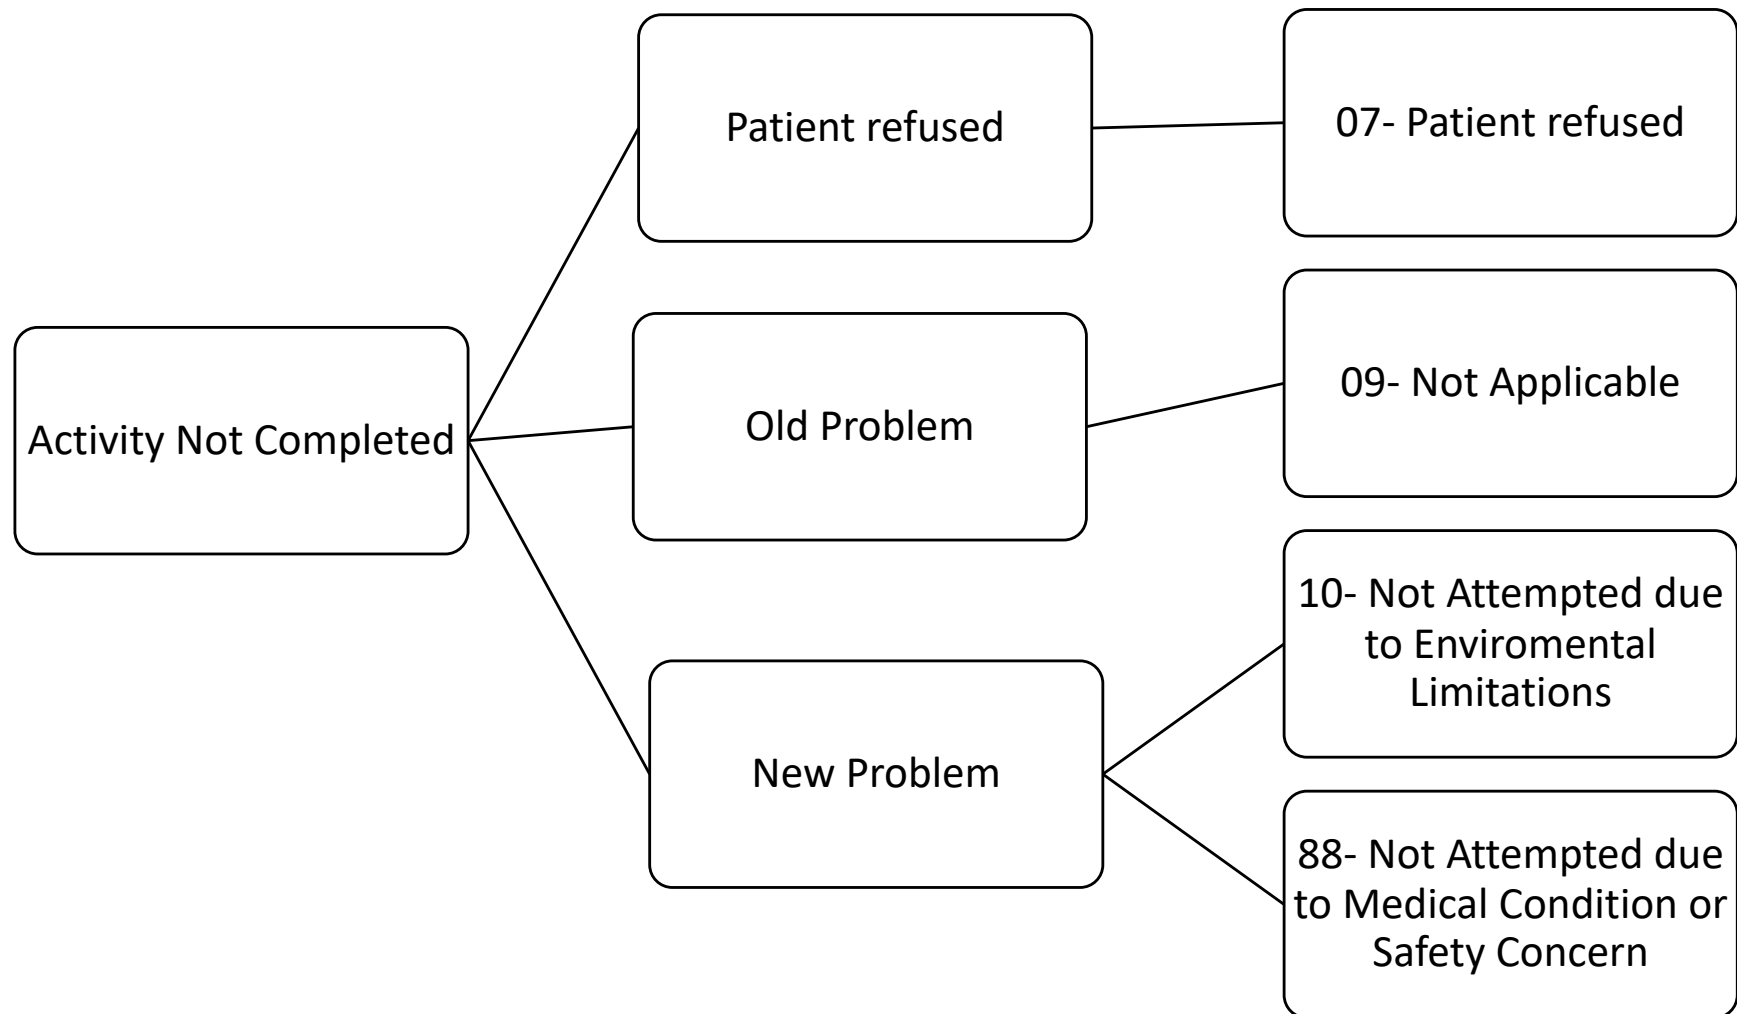 Patient refused
07- Patient refused
Activity Not Completed
Old Problem
09- Not Applicable
New Problem
10- Not Attempted due
to Enviromental
Limitations
88- Not Attempted due
to Medical Condition or
Safety Concern